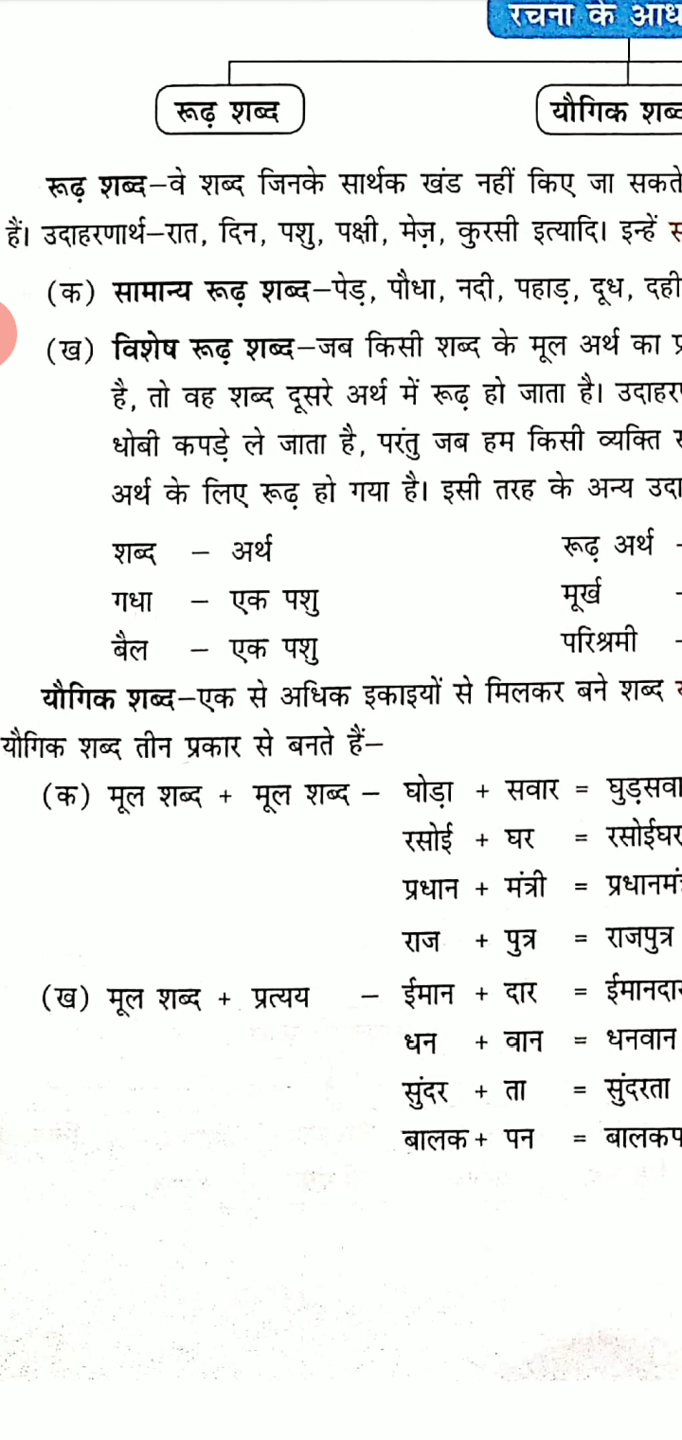 रचना के आध
रूढ़ शब्द
यौगिक शब्द
रूढ़ शब्द–वे शब्द जिनके सार्थक खंड नहीं किए जा सकते
हैं। उदाहरणार्थ–रात, दिन, पशु, पक्षी, मेज़, कुरसी इत्यादि। इन्हें
(क) सामान्य रूढ़ शब्द–पेड़, पौधा, नदी, पहाड़, दूध, दही
(ख) विशेष रूढ़ शब्द–जब किसी शब्द के मूल अर्थ का
है, तो वह शब्द दूसरे अर्थ में रूढ़ हो जाता है। उदाहर
धोबी कपड़े ले जाता है, परंतु जब हम किसी व्यक्ति
अर्थ के लिए रूढ़ हो गया है। इसी तरह के अन्य उदा
शब्द – अर्थ रूढ़ अर्थ -
गधा – एक पशु मूर्ख -
बैल – एक पशु परिश्रमी -
यौगिक शब्द–एक से अधिक इकाइयों से मिलकर बने शब्द
यौगिक शब्द तीन प्रकार से बनते हैं–
(क) मूल शब्द + मूल शब्द – घोड़ा + सवार = घुड़सवा
रसोई + घर = रसोईघर
प्रधान + मंत्री = प्रधानमं
राज + पुत्र = राजपुत्र
(ख) मूल शब्द + प्रत्यय – ईमान + दार = ईमानदा
धन + वान = धनवान
सुंदर + ता = सुंदरता
बालक + पन = बालकप